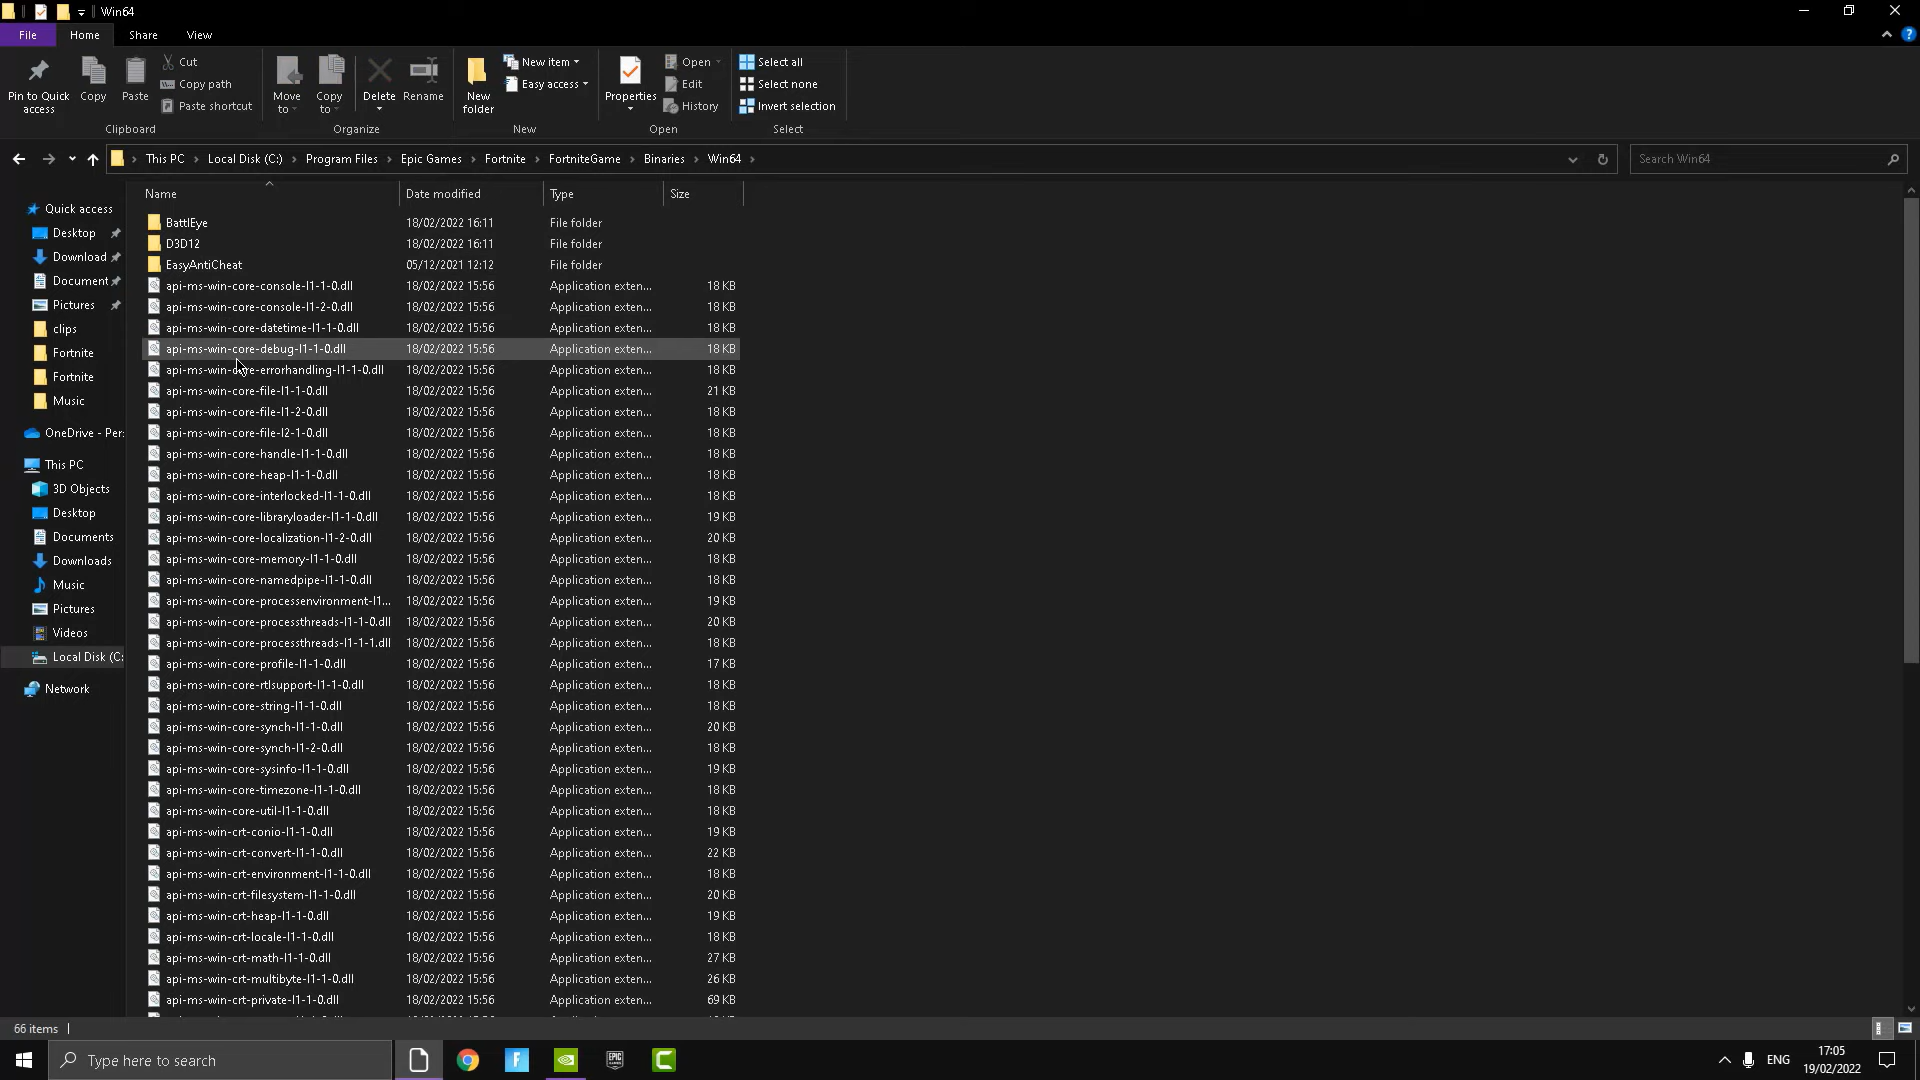 Win64
File Home Share View
Pin to Quick access
Copy
Paste
Cut
Copy path
Paste shortcut
Clipboard
Move to
Copy to
Delete
Rename
Organize
New folder
New item
Easy access
New
Properties
Open
Edit
History
Open
Select all
Select none
Invert selection
Select
This PC > Local Disk (C:) > Program Files > Epic Games > Fortnite > FortniteGame > Binaries > Win64 >
Search Win64
Quick access
Desktop
Download
Document
Pictures
clips
Fortnite
Fortnite
Music
OneDrive - Per
This PC
3D Objects
Desktop
Documents
Downloads
Music
Pictures
Videos
Local Disk (C:
Network
Name Date modified Type Size
BattlEye 18/02/2022 16:11 File folder
D3D12 18/02/2022 16:11 File folder
EasyAntiCheat 05/12/2021 12:12 File folder
api-ms-win-core-console-l1-1-0.dll 18/02/2022 15:56 Application exten... 18 KB
api-ms-win-core-console-l1-2-0.dll 18/02/2022 15:56 Application exten... 18 KB
api-ms-win-core-datetime-l1-1-0.dll 18/02/2022 15:56 Application exten... 18 KB
api-ms-win-core-debug-l1-1-0.dll 18/02/2022 15:56 Application exten... 18 KB
api-ms-win-core-errorhandling-l1-1-0.dll 18/02/2022 15:56 Application exten... 18 KB
api-ms-win-core-file-l1-1-0.dll 18/02/2022 15:56 Application exten... 21 KB
api-ms-win-core-file-l1-2-0.dll 18/02/2022 15:56 Application exten... 18 KB
api-ms-win-core-file-l2-1-0.dll 18/02/2022 15:56 Application exten... 18 KB
api-ms-win-core-handle-l1-1-0.dll 18/02/2022 15:56 Application exten... 18 KB
api-ms-win-core-heap-l1-1-0.dll 18/02/2022 15:56 Application exten... 18 KB
api-ms-win-core-interlocked-l1-1-0.dll 18/02/2022 15:56 Application exten... 18 KB
api-ms-win-core-libraryloader-l1-1-0.dll 18/02/2022 15:56 Application exten... 19 KB
api-ms-win-core-localization-l1-2-0.dll 18/02/2022 15:56 Application exten... 20 KB
api-ms-win-core-memory-l1-1-0.dll 18/02/2022 15:56 Application exten... 18 KB
api-ms-win-core-namedpipe-l1-1-0.dll 18/02/2022 15:56 Application exten... 18 KB
api-ms-win-core-processenvironment-l1... 18/02/2022 15:56 Application exten... 19 KB
api-ms-win-core-processthreads-l1-1-0.dll 18/02/2022 15:56 Application exten... 20 KB
api-ms-win-core-processthreads-l1-1-1.dll 18/02/2022 15:56 Application exten... 18 KB
api-ms-win-core-profile-l1-1-0.dll 18/02/2022 15:56 Application exten... 17 KB
api-ms-win-core-rtlsupport-l1-1-0.dll 18/02/2022 15:56 Application exten... 18 KB
api-ms-win-core-string-l1-1-0.dll 18/02/2022 15:56 Application exten... 18 KB
api-ms-win-core-synch-l1-1-0.dll 18/02/2022 15:56 Application exten... 20 KB
api-ms-win-core-synch-l1-2-0.dll 18/02/2022 15:56 Application exten... 18 KB
api-ms-win-core-sysinfo-l1-1-0.dll 18/02/2022 15:56 Application exten... 19 KB
api-ms-win-core-timezone-l1-1-0.dll 18/02/2022 15:56 Application exten... 18 KB
api-ms-win-core-util-l1-1-0.dll 18/02/2022 15:56 Application exten... 18 KB
api-ms-win-crt-conio-l1-1-0.dll 18/02/2022 15:56 Application exten... 19 KB
api-ms-win-crt-convert-l1-1-0.dll 18/02/2022 15:56 Application exten... 22 KB
api-ms-win-crt-environment-l1-1-0.dll 18/02/2022 15:56 Application exten... 18 KB
api-ms-win-crt-filesystem-l1-1-0.dll 18/02/2022 15:56 Application exten... 20 KB
api-ms-win-crt-heap-l1-1-0.dll 18/02/2022 15:56 Application exten... 19 KB
api-ms-win-crt-locale-l1-1-0.dll 18/02/2022 15:56 Application exten... 18 KB
api-ms-win-crt-math-l1-1-0.dll 18/02/2022 15:56 Application exten... 27 KB
api-ms-win-crt-multibyte-l1-1-0.dll 18/02/2022 15:56 Application exten... 26 KB
api-ms-win-crt-private-l1-1-0.dll 18/02/2022 15:56 Application exten... 69 KB
66 items
Type here to search
EPIC GAMES
ENG
17:05
19/02/2022